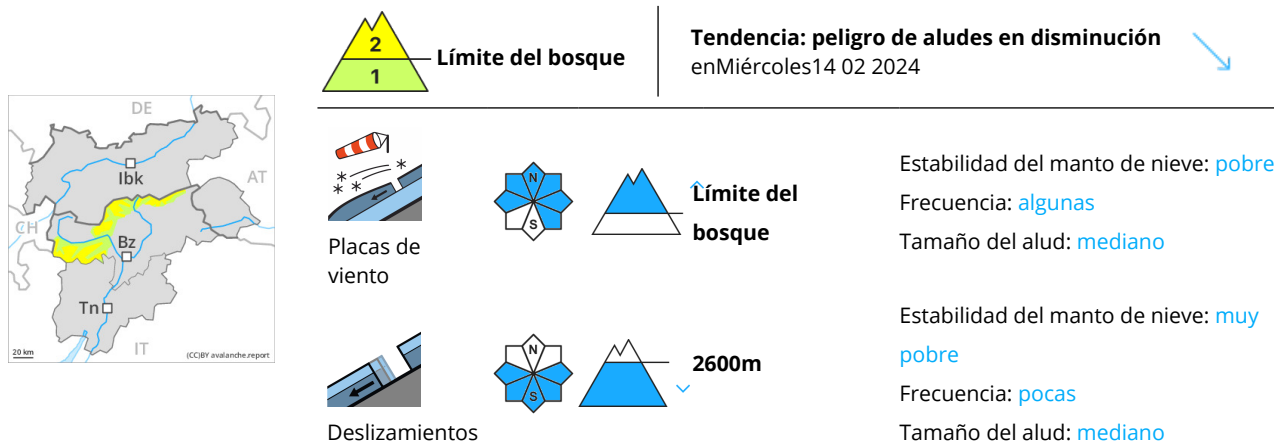 2
1
Límite del bosque
Tendencia: peligro de aludes en disminución
enMiércoles14 02 2024
DE
Ibk
AT
CH
Bz
Tn
IT
20 km
(CC)BY avalanche.report
N
S
Placas de
viento
Límite del
bosque
Estabilidad del manto de nieve: pobre
Frecuencia: algunas
Tamaño del alud: mediano
N
S
Deslizamientos
2600m
Estabilidad del manto de nieve: muy
pobre
Frecuencia: pocas
Tamaño del alud: mediano